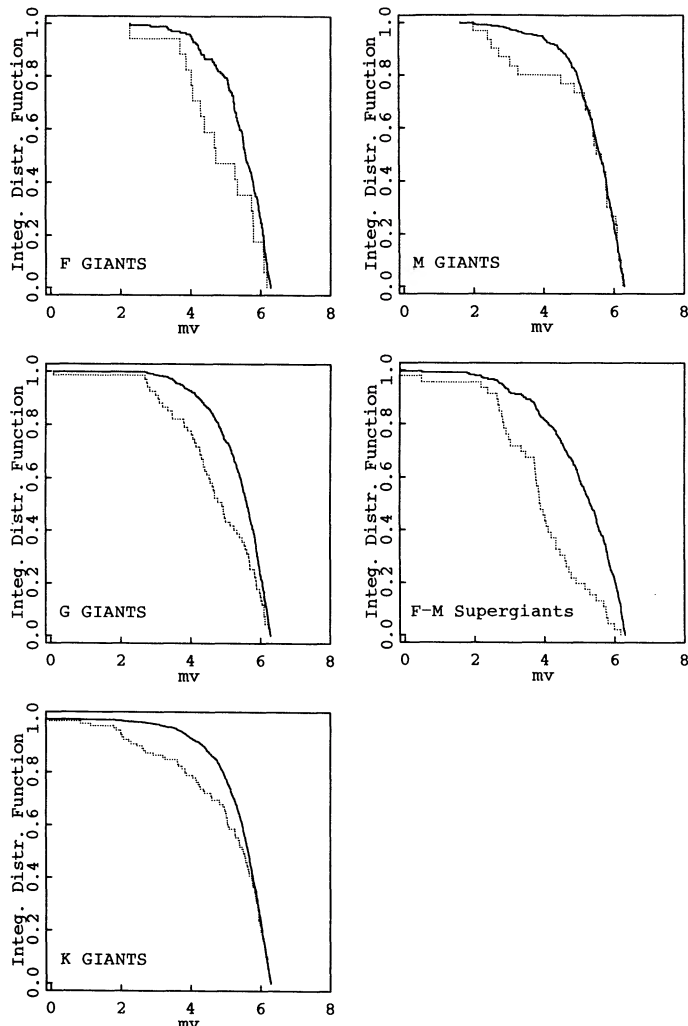 Integ. Distr. Function
0.0 0.2 0.4 0.6 0.8 1.0
F GIANTS
0 2 4 6 8
mv
Integ. Distr. Function
0.0 0.2 0.4 0.6 0.8 1.0
M GIANTS
0 2 4 6 8
mv
Integ. Distr. Function
0.0 0.2 0.4 0.6 0.8 1.0
G GIANTS
0 2 4 6 8
mv
Integ. Distr. Function
0.0 0.2 0.4 0.6 0.8 1.0
F-M Supergiants
0 2 4 6 8
mv
Integ. Distr. Function
0.0 0.2 0.4 0.6 0.8 1.0
K GIANTS
0 2 4 6 8
mv